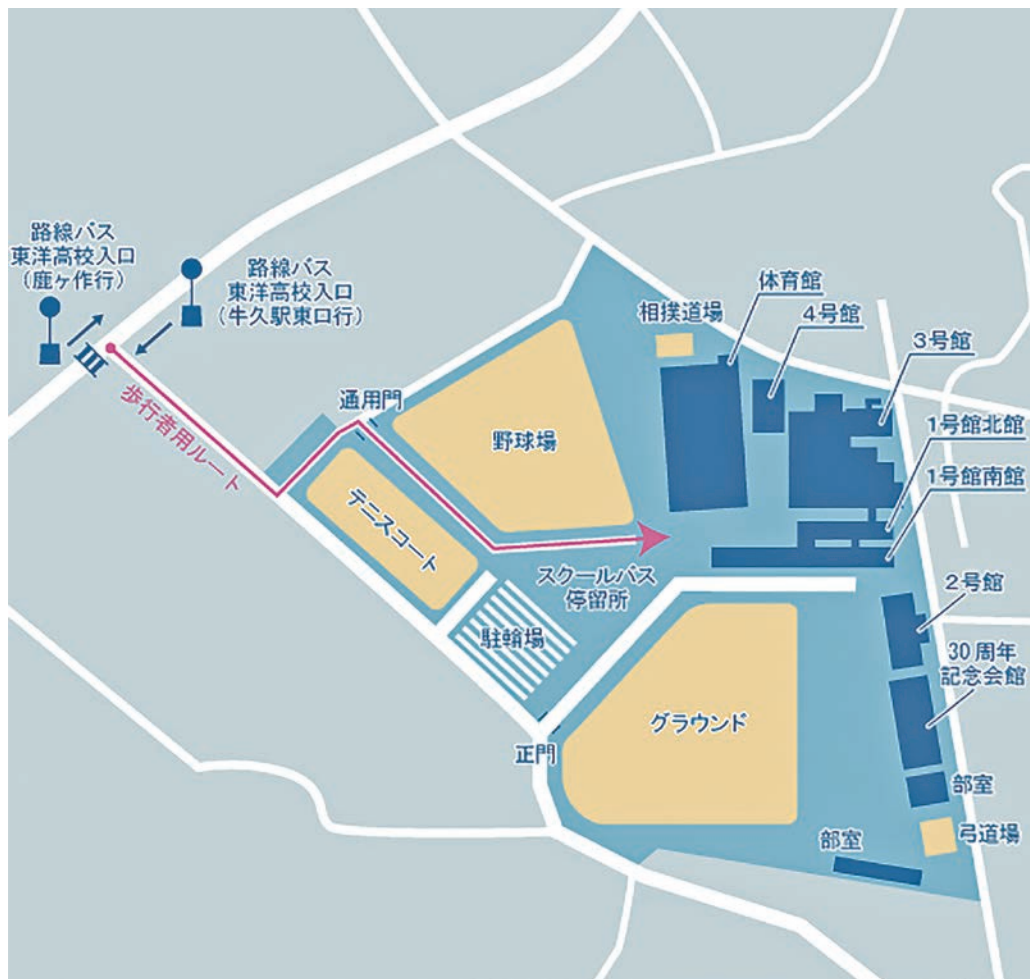 路線バス
東洋高校入口
(鹿ヶ作行)
路線バス
東洋高校入口
(牛久駅東口行)
歩行者用ルート
通用門
テニスコート
野球場
相撲道場
体育館
4号館
3号館
1号館北館
1号館南館
スクールバス
停留所
駐輪場
2号館
30周年
記念会館
グラウンド
正門
部室
部室
弓道場